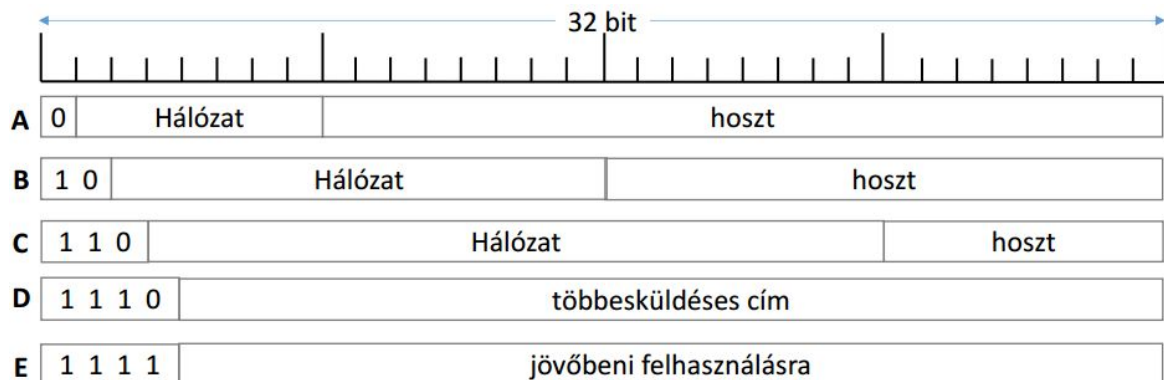 32 bit
A 0 Hálózat hoszt
B 1 0 Hálózat hoszt
C 1 1 0 Hálózat hoszt
D 1 1 1 0 többesküldéses cím
E 1 1 1 1 jövőbeni felhasználásra